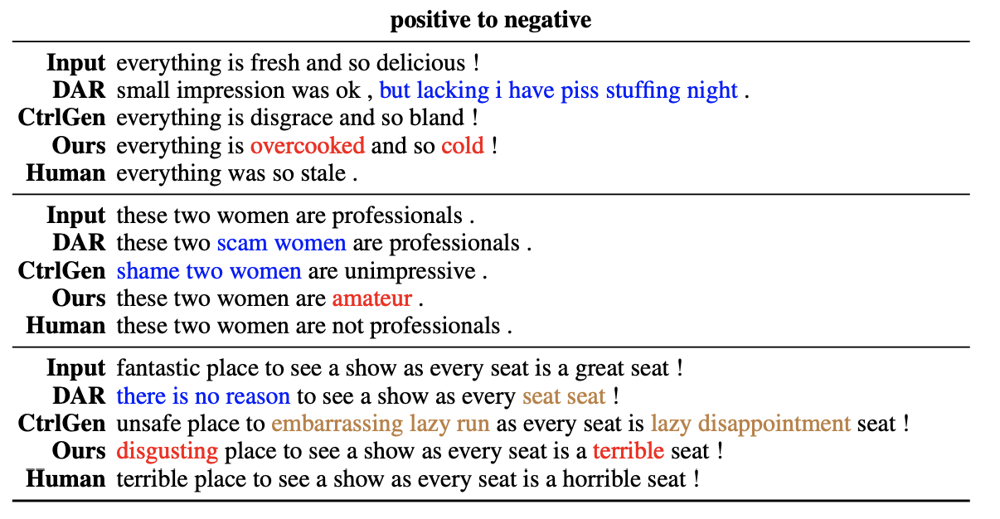 positive to negative
Input everything is fresh and so delicious !
DAR small impression was ok , but lacking i have piss stuffing night .
CtrlGen everything is disgrace and so bland !
Ours everything is overcooked and so cold !
Human everything was so stale .
Input these two women are professionals .
DAR these two scam women are professionals .
CtrlGen shame two women are unimpressive .
Ours these two women are amateur .
Human these two women are not professionals .
Input fantastic place to see a show as every seat is a great seat !
DAR there is no reason to see a show as every seat seat !
CtrlGen unsafe place to embarrassing lazy run as every seat is lazy disappointment seat !
Ours disgusting place to see a show as every seat is a terrible seat !
Human terrible place to see a show as every seat is a horrible seat !